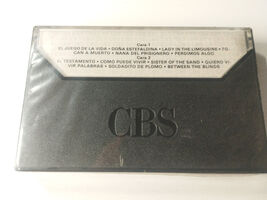 Cara 1
EL JUEGO DE LA VIDA • DOÑA ESTEFALDINA • LADY IN THE LIMOUSINE • TO-
CAN A MUERTO • NANA DEL PRISIONERO • PERDIMOS ALGO
Cara 2
EL TESTAMENTO • COMO PUEDE VIVIR • SISTER OF THE SAND • QUIERO VI-
VIR PALABRAS • SOLDADITO DE PLOMO • BETWEEN THE BLINDS
CBS